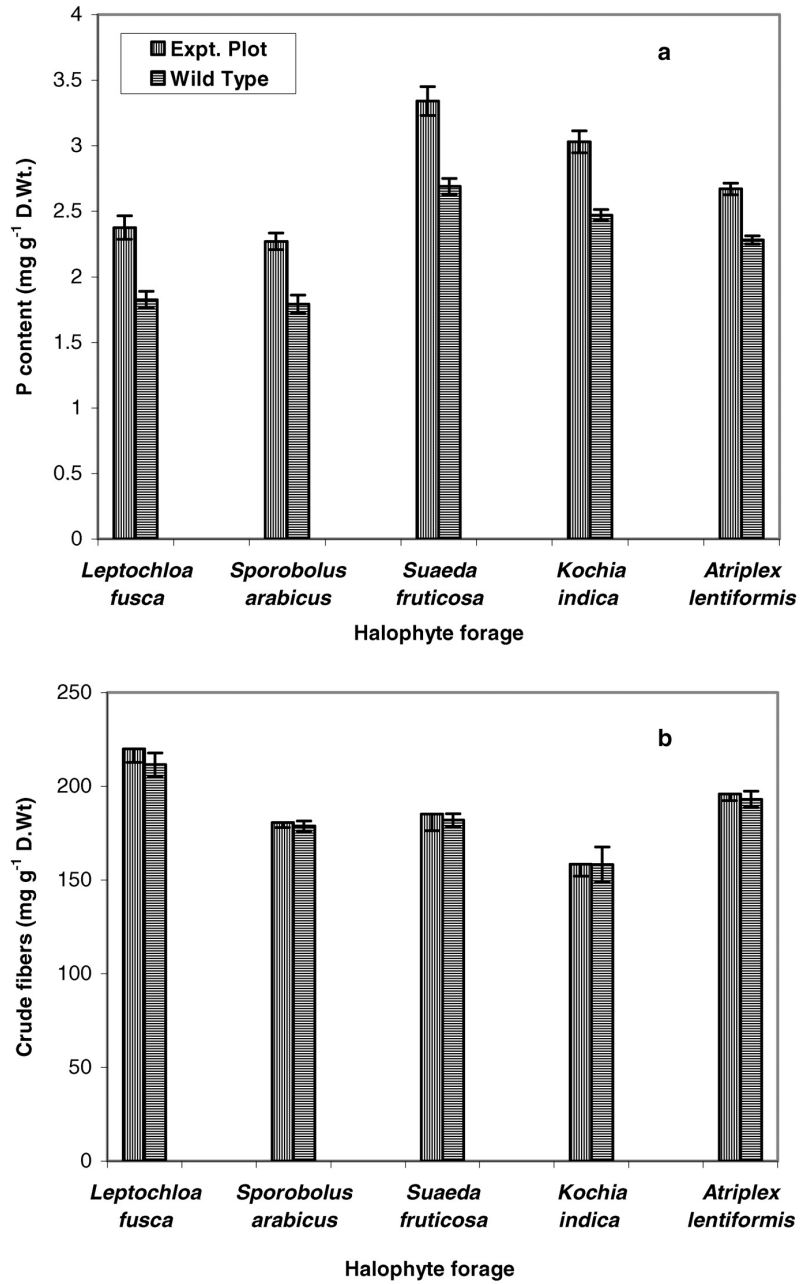 a
Expt. Plot
Wild Type
P content (mg g⁻¹ D.Wt.)
4
3.5
3
2.5
2
1.5
1
0.5
0
Leptochloa fusca
Sporobolus arabicus
Suaeda fruticosa
Kochia indica
Atriplex lentiformis
Halophyte forage
b
Crude fibers (mg g⁻¹ D.Wt)
250
200
150
100
50
0
Leptochloa fusca
Sporobolus arabicus
Suaeda fruticosa
Kochia indica
Atriplex lentiformis
Halophyte forage